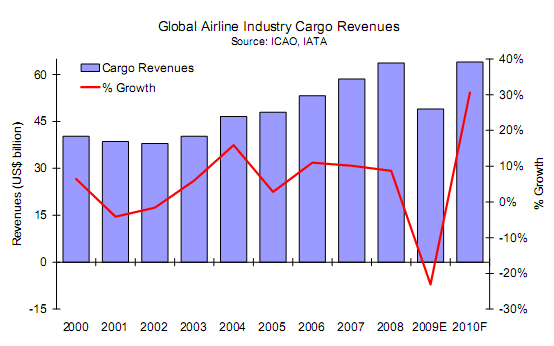 Global Airline Industry Cargo Revenues
Source: ICAO, IATA
Cargo Revenues
% Growth
Revenues (US$ billion)
60
45
30
15
0
-15
40%
30%
20%
10%
0%
-10%
-20%
-30%
% Growth
2000 2001 2002 2003 2004 2005 2006 2007 2008 2009E 2010F